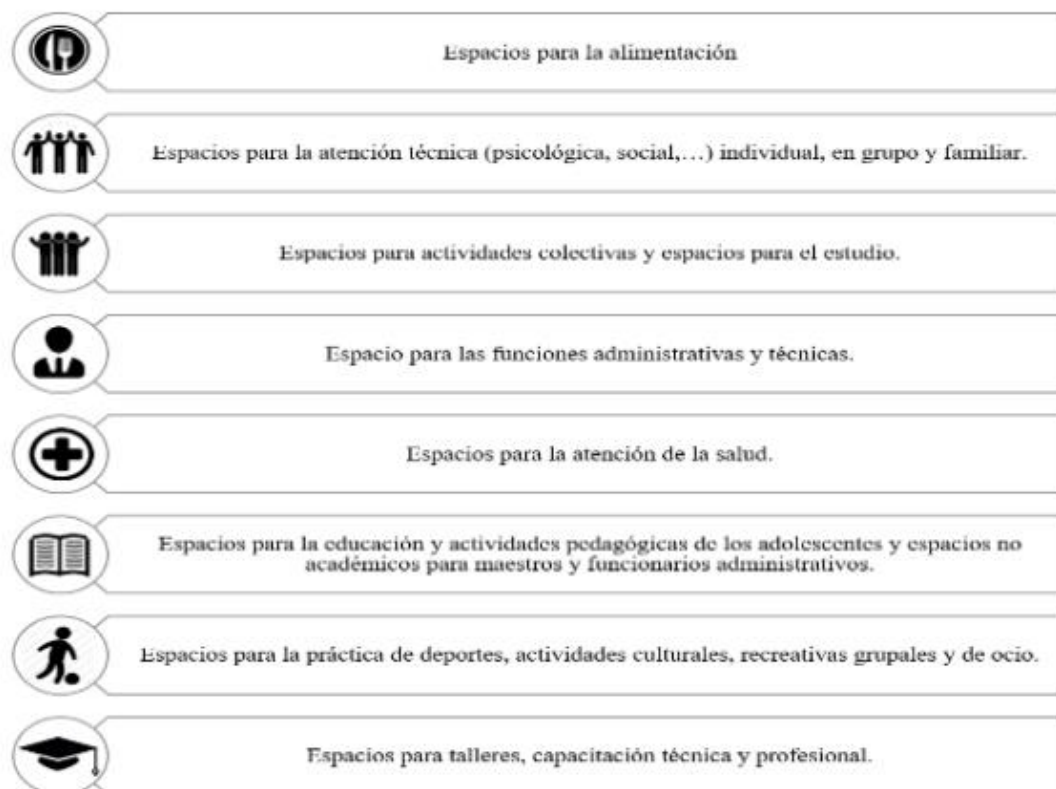 Espacios para la alimentación
Espacios para la atención técnica (psicológica, social,…) individual, en grupo y familiar.
Espacios para actividades colectivas y espacios para el estudio.
Espacio para las funciones administrativas y técnicas.
Espacios para la atención de la salud.
Espacios para la educación y actividades pedagógicas de los adolescentes y espacios no
académicos para maestros y funcionarios administrativos.
Espacios para la práctica de deportes, actividades culturales, recreativas grupales y de ocio.
Espacios para talleres, capacitación técnica y profesional.